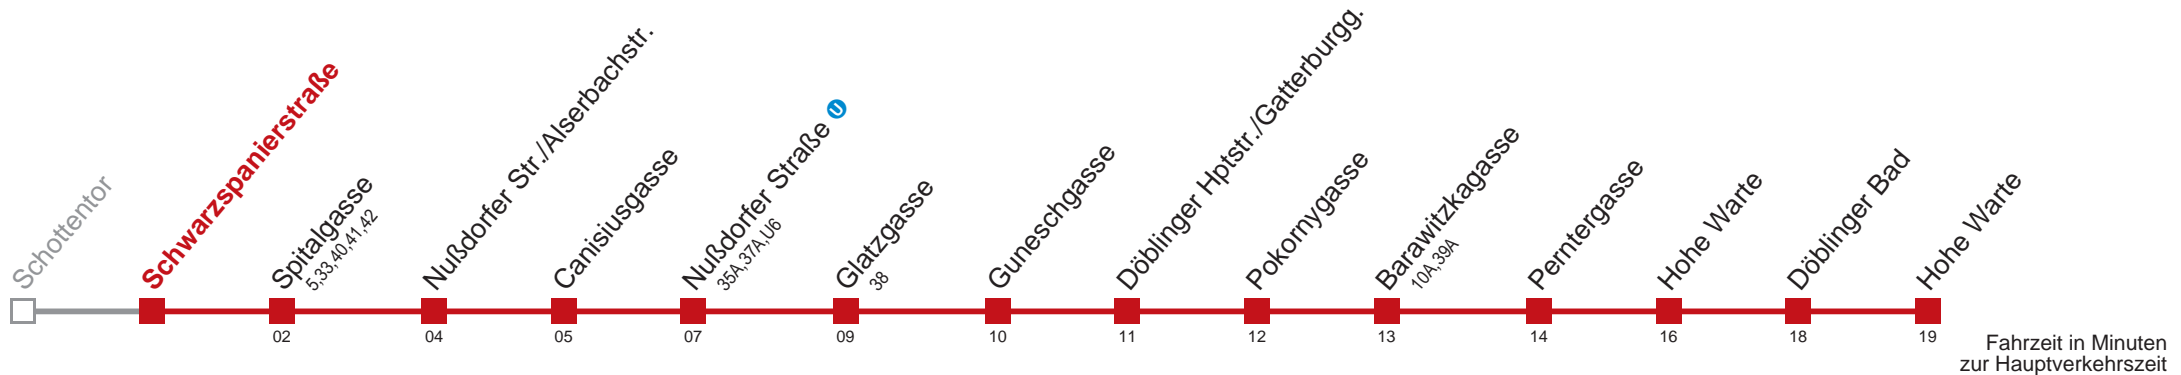 Schottentor
Schwarzspanierstraße
Spitalgasse
5,33,40,41,42
Nußdorfer Str./Alserbachstr.
Canisiusgasse
Nußdorfer Straße U
35A,37A,U6
Glatzgasse
38
Guneschgasse
Döblinger Hptstr./Gatterburgg.
Pokornygasse
Barawitzkagasse
10A,39A
Perntergasse
Hohe Warte
Döblinger Bad
Hohe Warte
02 04 05 07 09 10 11 12 13 14 16 18 19
Fahrzeit in Minuten
zur Hauptverkehrszeit